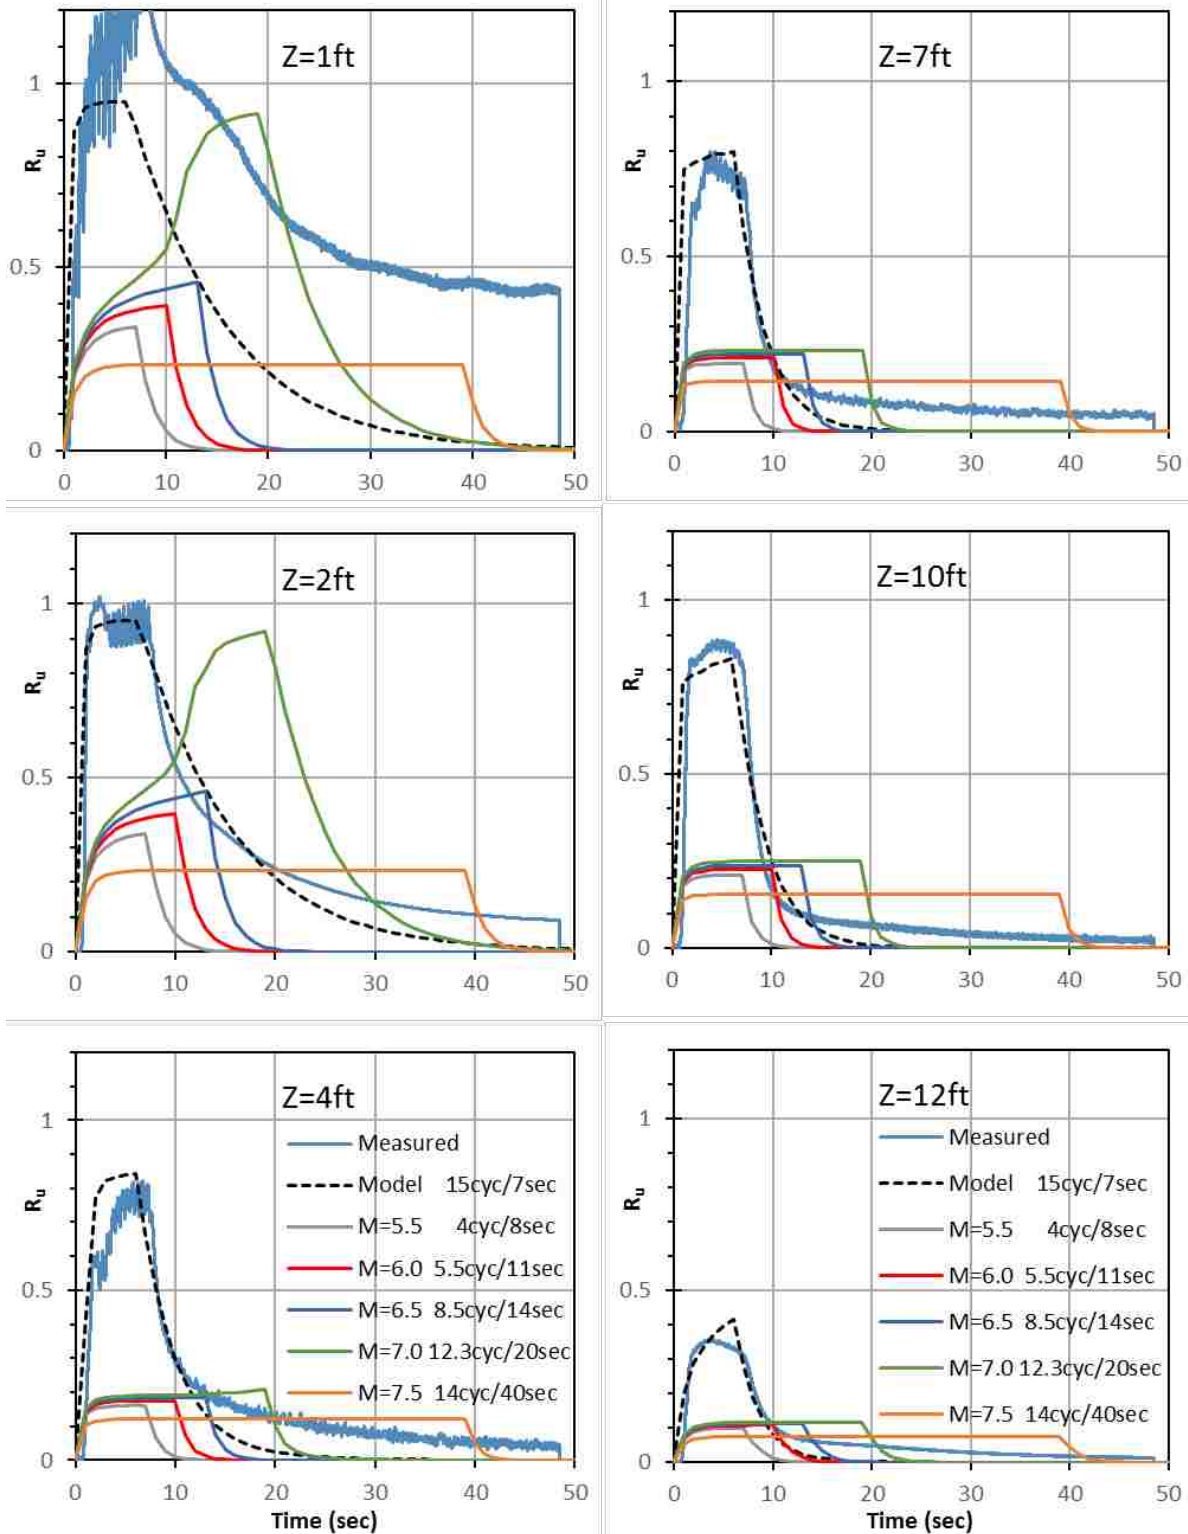 Z=1ft
1
0.5
0
R_u
0 10 20 30 40 50
Z=7ft
1
0.5
0
R_u
0 10 20 30 40 50
Z=2ft
1
0.5
0
R_u
0 10 20 30 40 50
Z=10ft
1
0.5
0
R_u
0 10 20 30 40 50
Z=4ft
1
0.5
0
R_u
Measured
Model 15cyc/7sec
M=5.5 4cyc/8sec
M=6.0 5.5cyc/11sec
M=6.5 8.5cyc/14sec
M=7.0 12.3cyc/20sec
M=7.5 14cyc/40sec
0 10 20 30 40 50
Time (sec)
Z=12ft
1
0.5
0
R_u
Measured
Model 15cyc/7sec
M=5.5 4cyc/8sec
M=6.0 5.5cyc/11sec
M=6.5 8.5cyc/14sec
M=7.0 12.3cyc/20sec
M=7.5 14cyc/40sec
0 10 20 30 40 50
Time (sec)